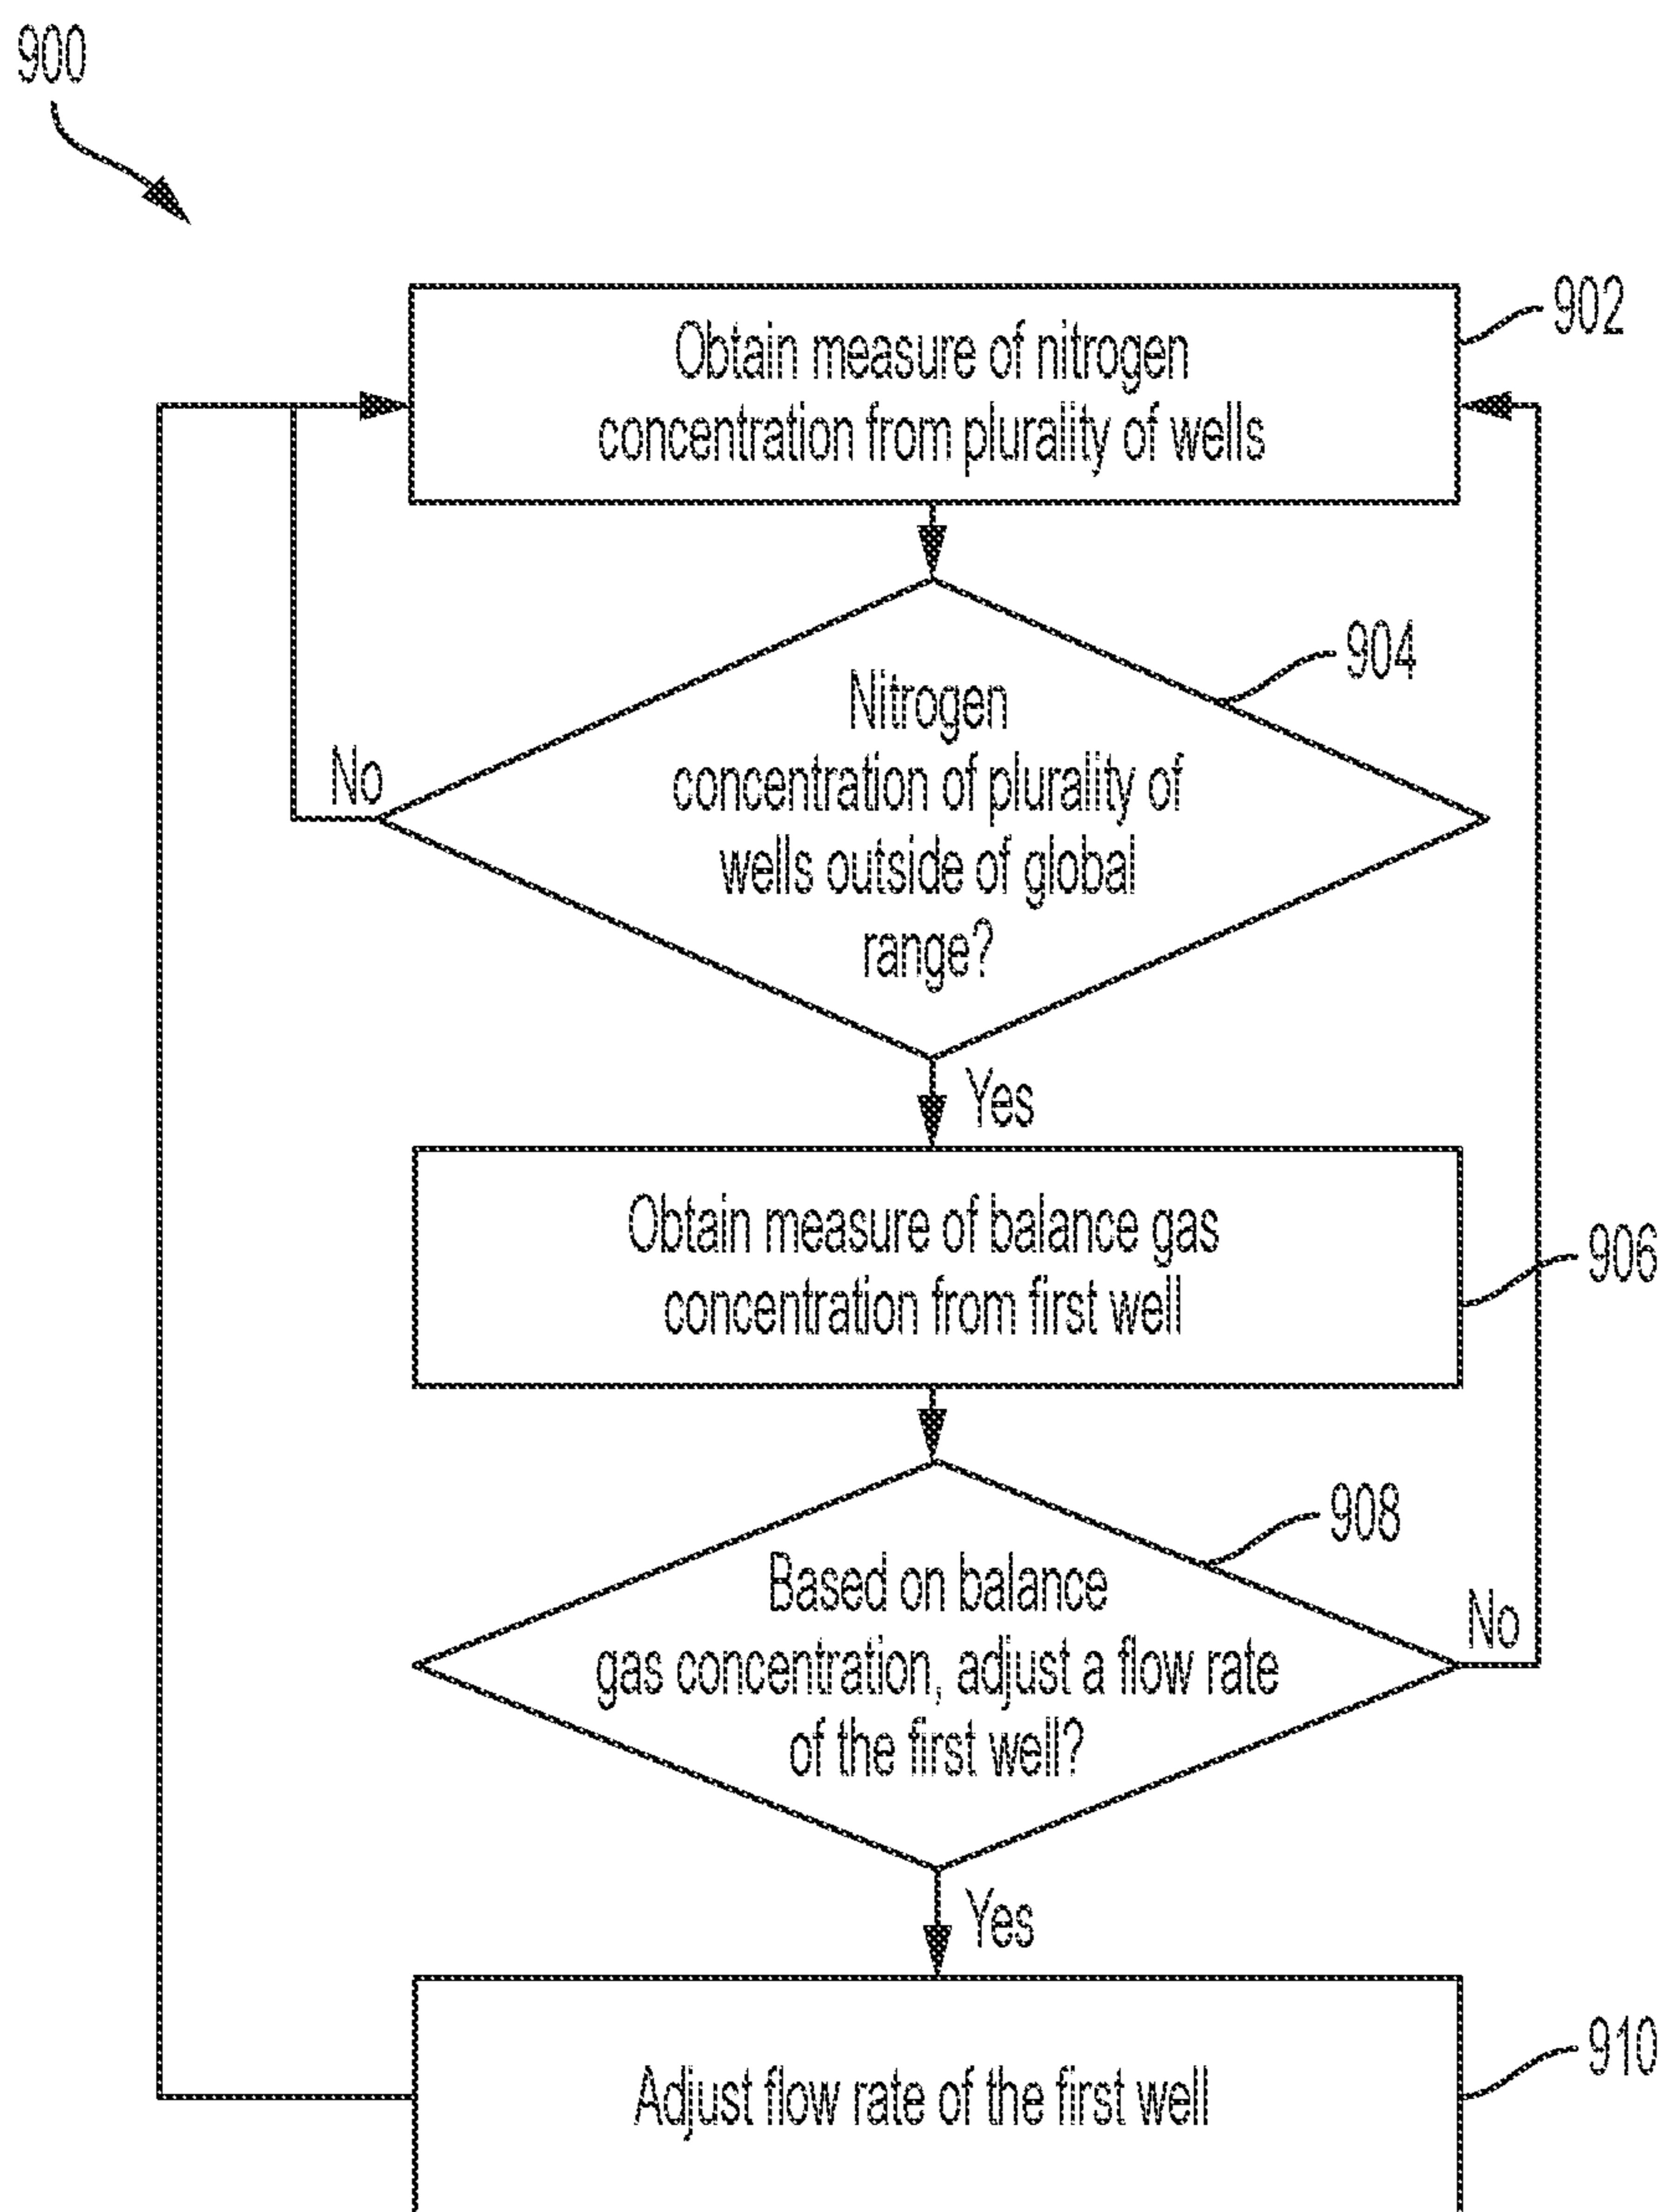 900
902
Obtain measure of nitrogen
concentration from plurality of wells
904
Nitrogen
concentration of plurality of
wells outside of global
range?
No
Yes
906
Obtain measure of balance gas
concentration from first well
908
Based on balance
gas concentration, adjust a flow rate
of the first well?
No
Yes
910
Adjust flow rate of the first well